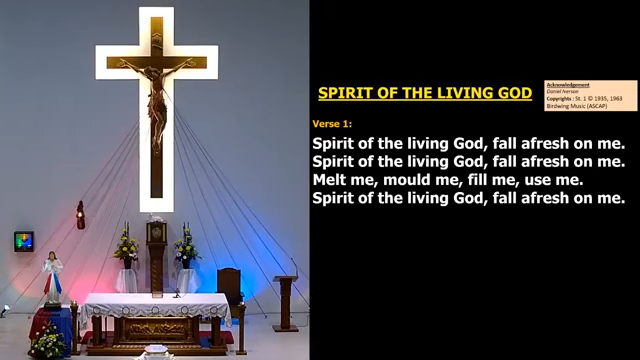 SPIRIT OF THE LIVING GOD
Acknowledgement
Daniel Iverson
Copyrights : St. 1 © 1935, 1963
Birdwing Music (ASCAP)
Verse 1:
Spirit of the living God, fall afresh on me.
Spirit of the living God, fall afresh on me.
Melt me, mould me, fill me, use me.
Spirit of the living God, fall afresh on me.